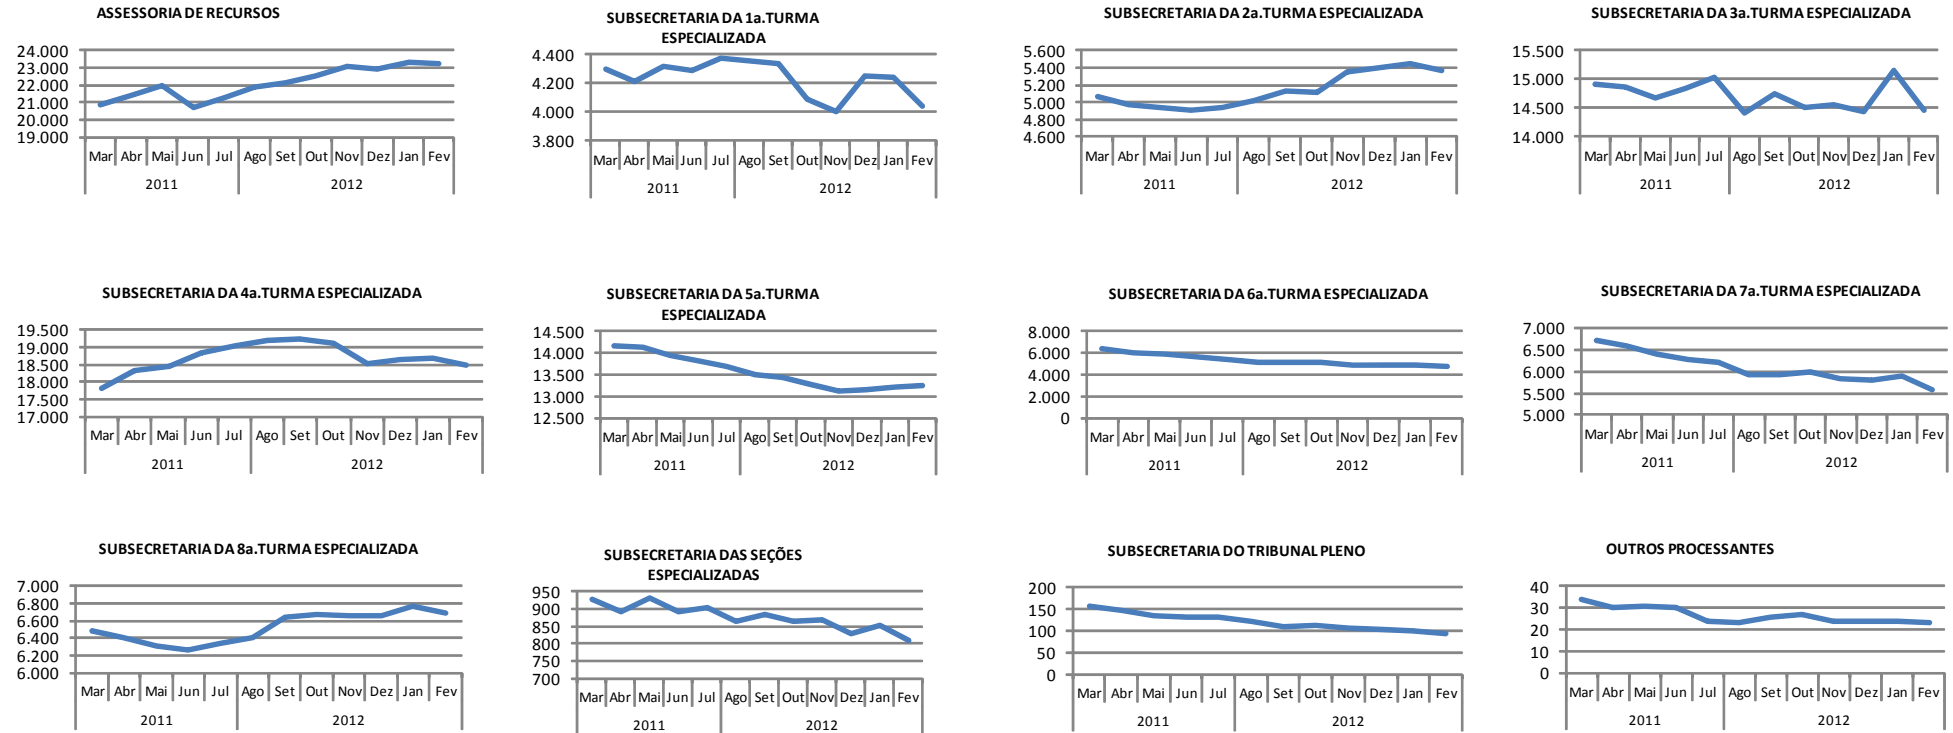 ASSESSORIA DE RECURSOS
24.000
23.000
22.000
21.000
20.000
19.000
Mar Abr Mai Jun Jul Ago Set Out Nov Dez Jan Fev
2011 2012
SUBSECRETARIA DA 1a.TURMA
ESPECIALIZADA
4.400
4.200
4.000
3.800
Mar Abr Mai Jun Jul Ago Set Out Nov Dez Jan Fev
2011 2012
SUBSECRETARIA DA 2a.TURMA ESPECIALIZADA
5.600
5.400
5.200
5.000
4.800
4.600
Mar Abr Mai Jun Jul Ago Set Out Nov Dez Jan Fev
2011 2012
SUBSECRETARIA DA 3a.TURMA ESPECIALIZADA
15.500
15.000
14.500
14.000
Mar Abr Mai Jun Jul Ago Set Out Nov Dez Jan Fev
2011 2012
SUBSECRETARIA DA 4a.TURMA ESPECIALIZADA
19.500
19.000
18.500
18.000
17.500
17.000
Mar Abr Mai Jun Jul Ago Set Out Nov Dez Jan Fev
2011 2012
SUBSECRETARIA DA 5a.TURMA
ESPECIALIZADA
14.500
14.000
13.500
13.000
12.500
Mar Abr Mai Jun Jul Ago Set Out Nov Dez Jan Fev
2011 2012
SUBSECRETARIA DA 6a.TURMA ESPECIALIZADA
8.000
6.000
4.000
2.000
0
Mar Abr Mai Jun Jul Ago Set Out Nov Dez Jan Fev
2011 2012
SUBSECRETARIA DA 7a.TURMA ESPECIALIZADA
7.000
6.500
6.000
5.500
5.000
Mar Abr Mai Jun Jul Ago Set Out Nov Dez Jan Fev
2011 2012
SUBSECRETARIA DA 8a.TURMA ESPECIALIZADA
7.000
6.800
6.600
6.400
6.200
6.000
Mar Abr Mai Jun Jul Ago Set Out Nov Dez Jan Fev
2011 2012
SUBSECRETARIA DAS SEÇÕES
ESPECIALIZADAS
950
900
850
800
750
700
Mar Abr Mai Jun Jul Ago Set Out Nov Dez Jan Fev
2011 2012
SUBSECRETARIA DO TRIBUNAL PLENO
200
150
100
50
0
Mar Abr Mai Jun Jul Ago Set Out Nov Dez Jan Fev
2011 2012
OUTROS PROCESSANTES
40
30
20
10
0
Mar Abr Mai Jun Jul Ago Set Out Nov Dez Jan Fev
2011 2012